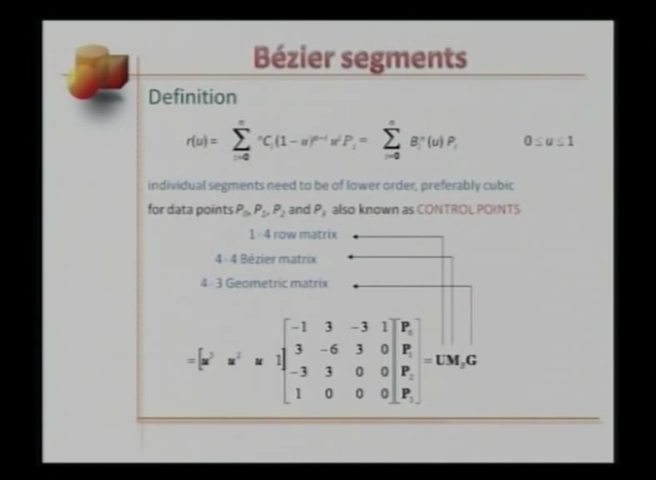 Bézier segments
Definition
r(u) = ∑ i=0 n ⁿCᵢ(1−u)ⁿ⁻ⁱ uⁱ Pᵢ = ∑ i=0 n Bᵢⁿ(u) Pᵢ 0 ≤ u ≤ 1
individual segments need to be of lower order, preferably cubic
for data points P₀, P₁, P₂ and P₃ also known as CONTROL POINTS
1×4 row matrix
4×4 Bézier matrix
4×3 Geometric matrix
−1 3 −3 1 P₀
3 −6 3 0 P₁
= [u³ u² u 1] = UM_BG
−3 3 0 0 P₂
1 0 0 0 P₃